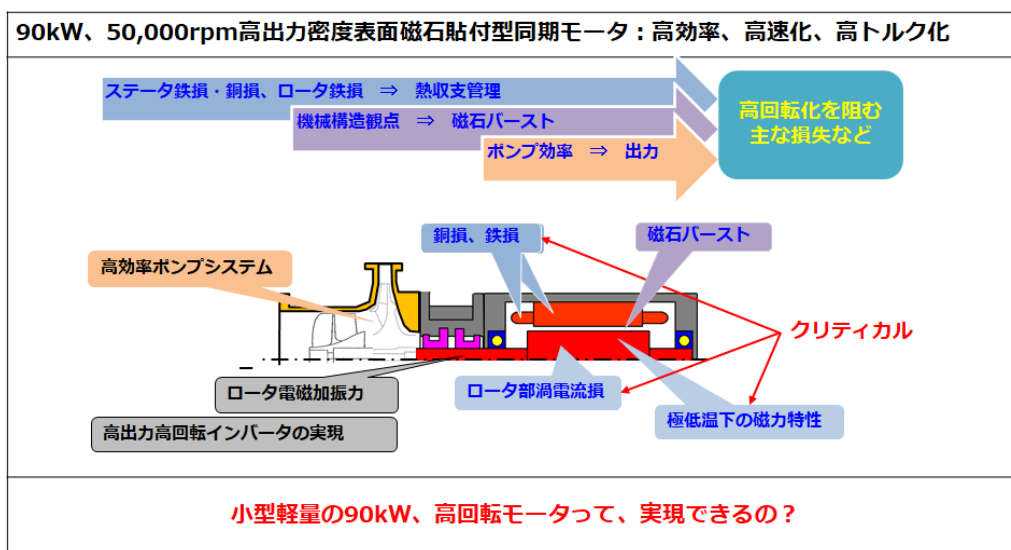 90kW、50,000rpm高出力密度表面磁石貼付型同期モータ：高効率、高速化、高トルク化
ステータ鉄損・銅損、ロータ鉄損 ⇒ 熱収支管理
機械構造観点 ⇒ 磁石バースト
ポンプ効率 ⇒ 出力
高回転化を阻む
主な損失など
銅損、鉄損
磁石バースト
高効率ポンプシステム
クリティカル
ロータ電磁加振力
ロータ部渦電流損
極低温下の磁力特性
高出力高回転インバータの実現
小型軽量の90kW、高回転モータって、実現できるの？